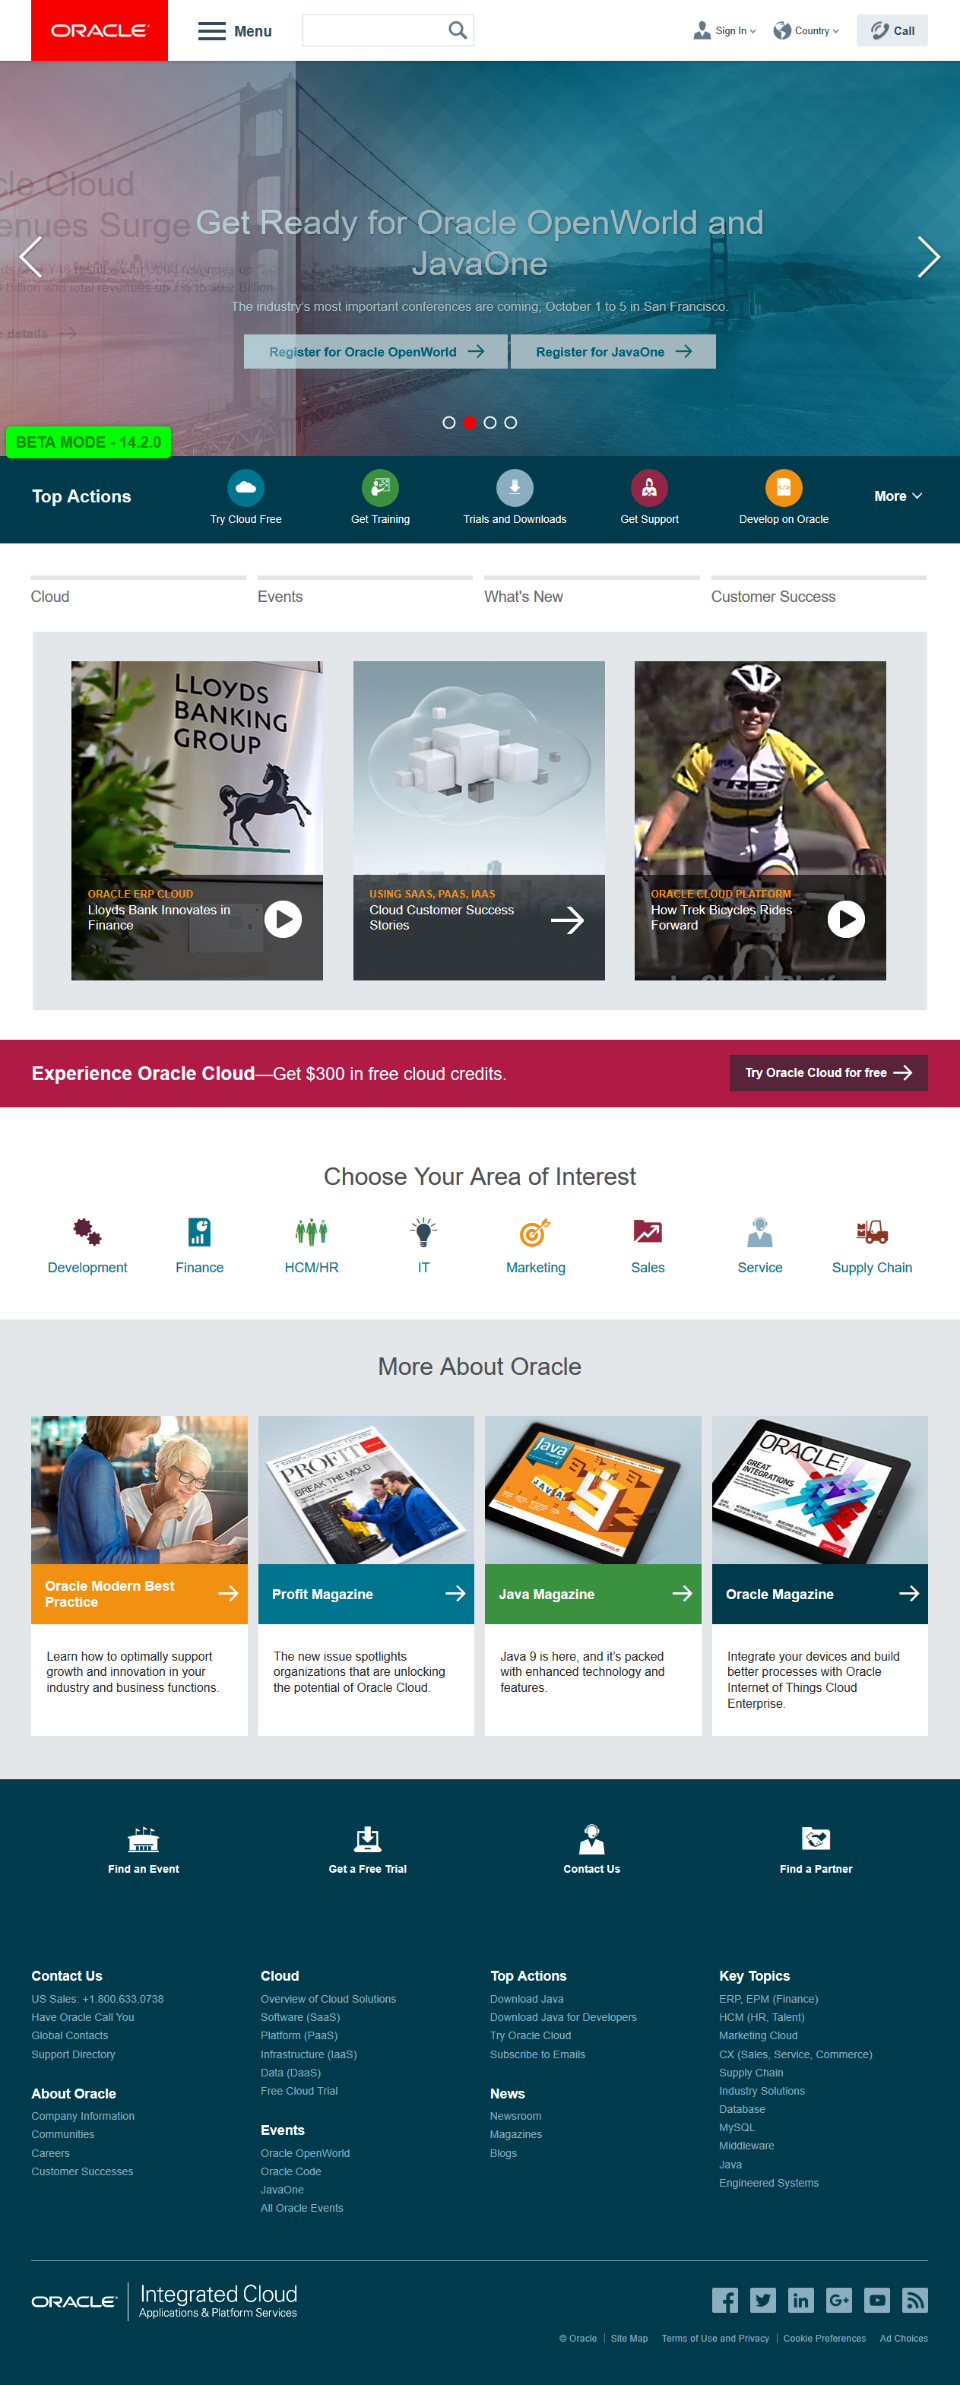 ORACLE
Menu
Sign In
Country
Call
cle Cloud
enues Surge
Get Ready for Oracle OpenWorld and
JavaOne
The industry's most important conferences are coming, October 1 to 5 in San Francisco.
details
Register for Oracle OpenWorld
Register for JavaOne
BETA MODE - 14.2.0
Top Actions
Try Cloud Free
Get Training
Trials and Downloads
Get Support
Develop on Oracle
More
Cloud
Events
What's New
Customer Success
LLOYDS
BANKING
GROUP
ORACLE ERP CLOUD
Lloyds Bank Innovates in
Finance
USING SAAS, PAAS, IAAS
Cloud Customer Success
Stories
TREK
ORACLE CLOUD PLATFORM
How Trek Bicycles Rides
Forward
Experience Oracle Cloud—Get $300 in free cloud credits.
Try Oracle Cloud for free
Choose Your Area of Interest
Development
Finance
HCM/HR
IT
Marketing
Sales
Service
Supply Chain
More About Oracle
PROFIT
BREAK THE MOLD
java
JAVA 9
ORACLE
GREAT
INTEGRATIONS
Oracle Modern Best
Practice
Profit Magazine
Java Magazine
Oracle Magazine
Learn how to optimally support
growth and innovation in your
industry and business functions.
The new issue spotlights
organizations that are unlocking
the potential of Oracle Cloud.
Java 9 is here, and it's packed
with enhanced technology and
features.
Integrate your devices and build
better processes with Oracle
Internet of Things Cloud
Enterprise.
Find an Event
Get a Free Trial
Contact Us
Find a Partner
Contact Us
US Sales: +1.800.633.0738
Have Oracle Call You
Global Contacts
Support Directory
About Oracle
Company Information
Communities
Careers
Customer Successes
Cloud
Overview of Cloud Solutions
Software (SaaS)
Platform (PaaS)
Infrastructure (IaaS)
Data (DaaS)
Free Cloud Trial
Events
Oracle OpenWorld
Oracle Code
JavaOne
All Oracle Events
Top Actions
Download Java
Download Java for Developers
Try Oracle Cloud
Subscribe to Emails
News
Newsroom
Magazines
Blogs
Key Topics
ERP, EPM (Finance)
HCM (HR, Talent)
Marketing Cloud
CX (Sales, Service, Commerce)
Supply Chain
Industry Solutions
Database
MySQL
Middleware
Java
Engineered Systems
ORACLE
Integrated Cloud
Applications & Platform Services
© Oracle
Site Map
Terms of Use and Privacy
Cookie Preferences
Ad Choices